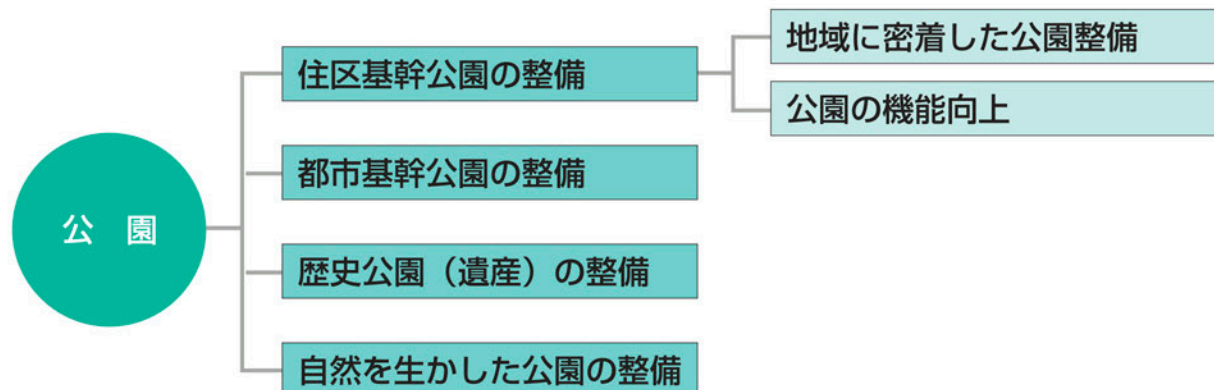 公　園
住区基幹公園の整備
地域に密着した公園整備
公園の機能向上
都市基幹公園の整備
歴史公園（遺産）の整備
自然を生かした公園の整備